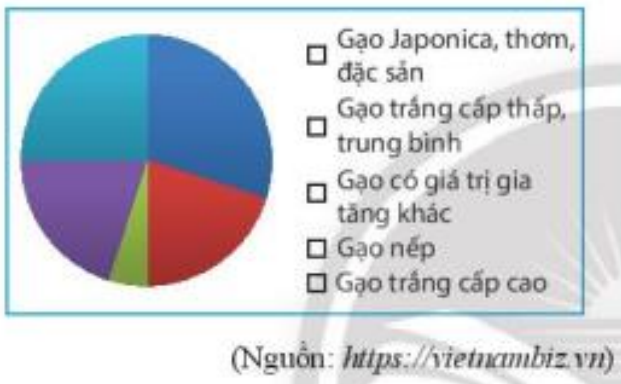 Gạo Japonica, thơm,
đặc sản
Gạo trắng cấp thấp,
trung bình
Gạo có giá trị gia
tăng khác
Gạo nếp
Gạo trắng cấp cao
(Nguồn: https://vietnambiz.vn)